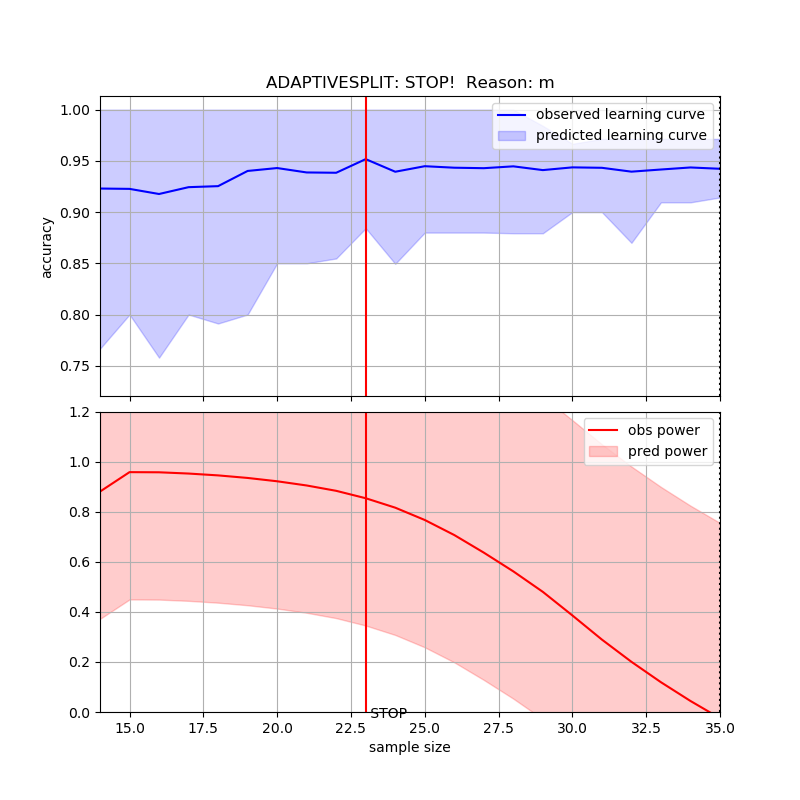 ADAPTIVESPLIT: STOP!  Reason: m
1.00
0.95
0.90
0.85
0.80
0.75
accuracy
observed learning curve
predicted learning curve
1.2
1.0
0.8
0.6
0.4
0.2
0.0
obs power
pred power
STOP
15.0 17.5 20.0 22.5 25.0 27.5 30.0 32.5 35.0
sample size